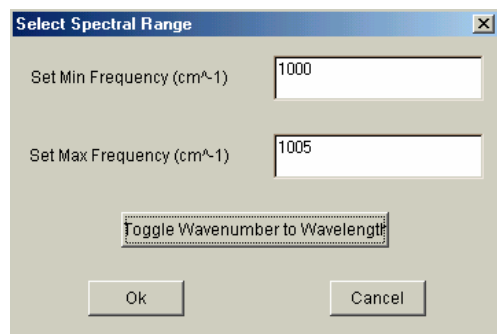 Select Spectral Range
Set Min Frequency (cm^-1)
1000
Set Max Frequency (cm^-1)
1005
Toggle Wavenumber to Wavelength
Ok
Cancel